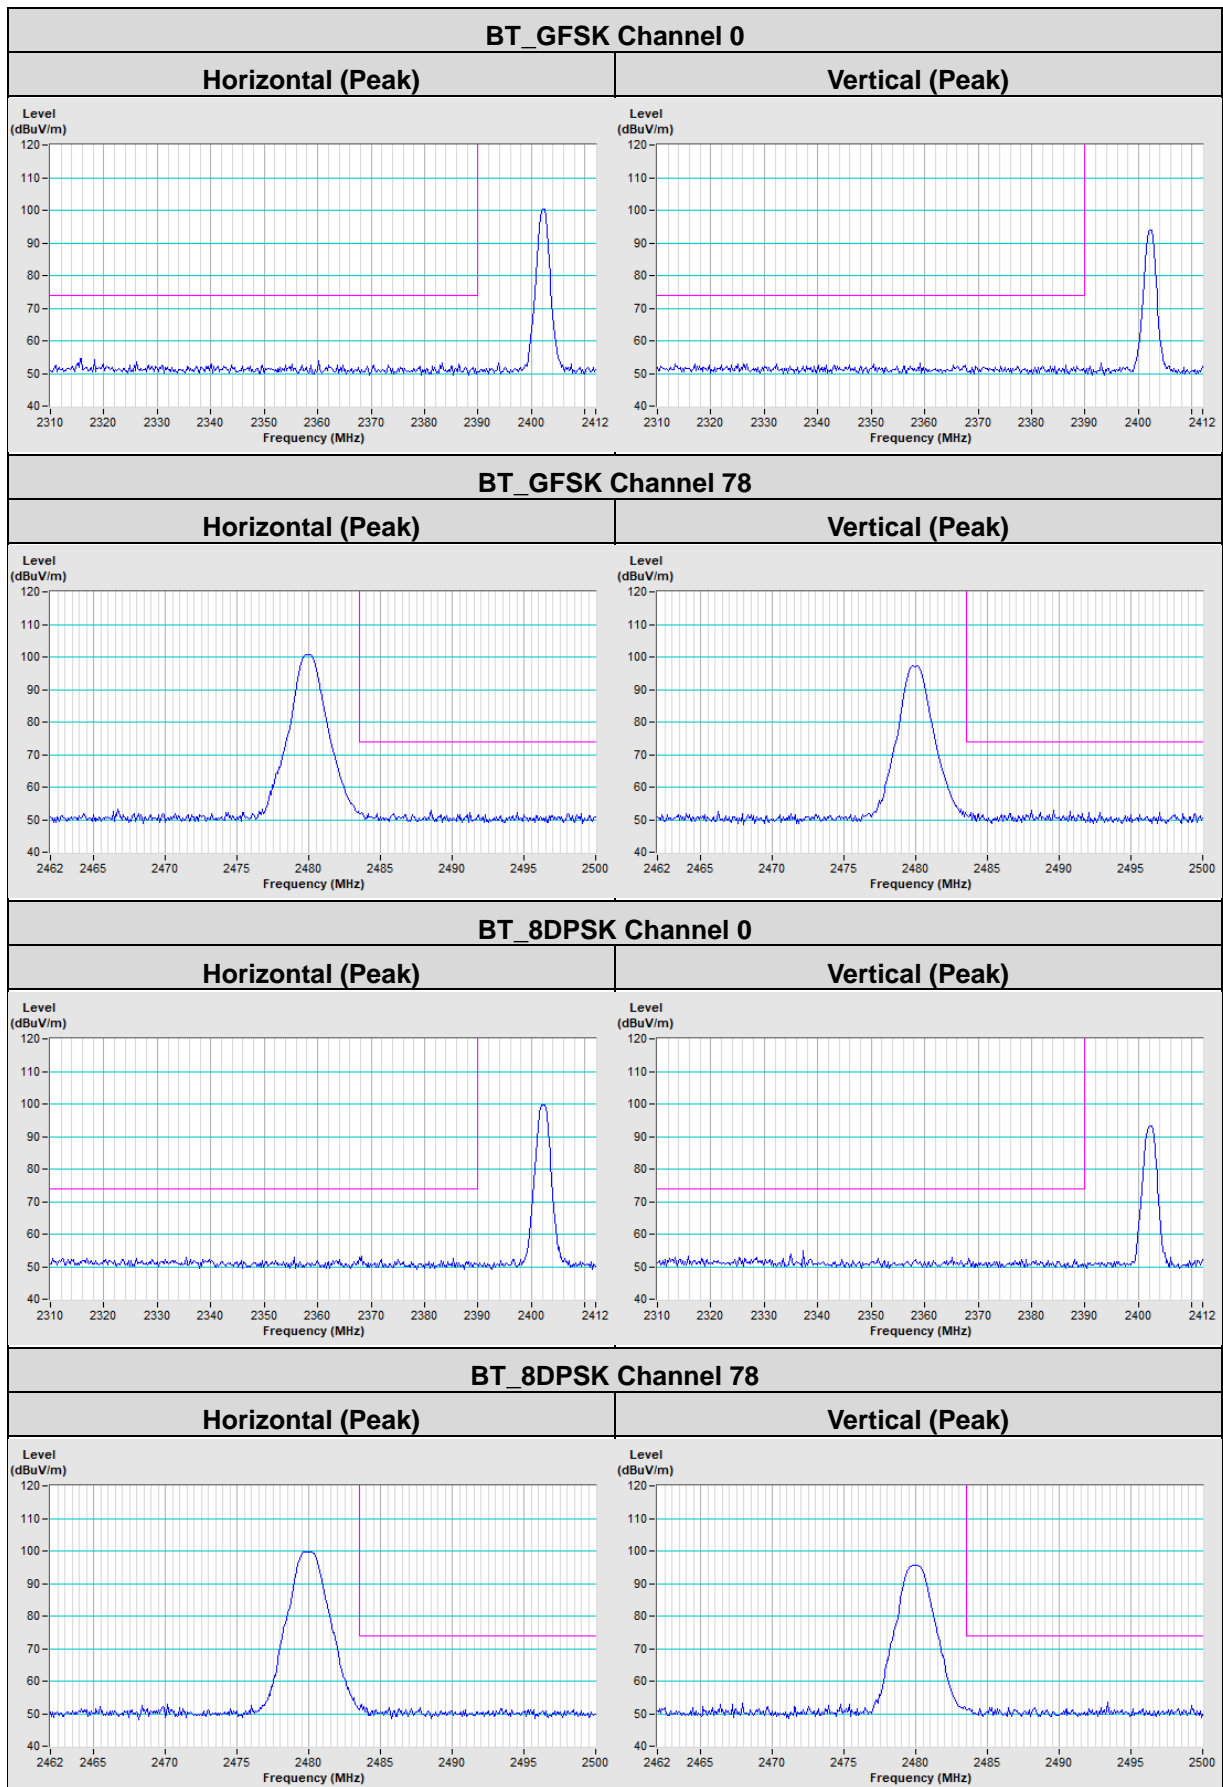 BT_GFSK Channel 0
Horizontal (Peak)
Vertical (Peak)
Level
(dBuV/m)
120
110
100
90
80
70
60
50
40
2310 2320 2330 2340 2350 2360 2370 2380 2390 2400 2412
Frequency (MHz)
Level
(dBuV/m)
120
110
100
90
80
70
60
50
40
2310 2320 2330 2340 2350 2360 2370 2380 2390 2400 2412
Frequency (MHz)
BT_GFSK Channel 78
Horizontal (Peak)
Vertical (Peak)
Level
(dBuV/m)
120
110
100
90
80
70
60
50
40
2462 2465 2470 2475 2480 2485 2490 2495 2500
Frequency (MHz)
Level
(dBuV/m)
120
110
100
90
80
70
60
50
40
2462 2465 2470 2475 2480 2485 2490 2495 2500
Frequency (MHz)
BT_8DPSK Channel 0
Horizontal (Peak)
Vertical (Peak)
Level
(dBuV/m)
120
110
100
90
80
70
60
50
40
2310 2320 2330 2340 2350 2360 2370 2380 2390 2400 2412
Frequency (MHz)
Level
(dBuV/m)
120
110
100
90
80
70
60
50
40
2310 2320 2330 2340 2350 2360 2370 2380 2390 2400 2412
Frequency (MHz)
BT_8DPSK Channel 78
Horizontal (Peak)
Vertical (Peak)
Level
(dBuV/m)
120
110
100
90
80
70
60
50
40
2462 2465 2470 2475 2480 2485 2490 2495 2500
Frequency (MHz)
Level
(dBuV/m)
120
110
100
90
80
70
60
50
40
2462 2465 2470 2475 2480 2485 2490 2495 2500
Frequency (MHz)